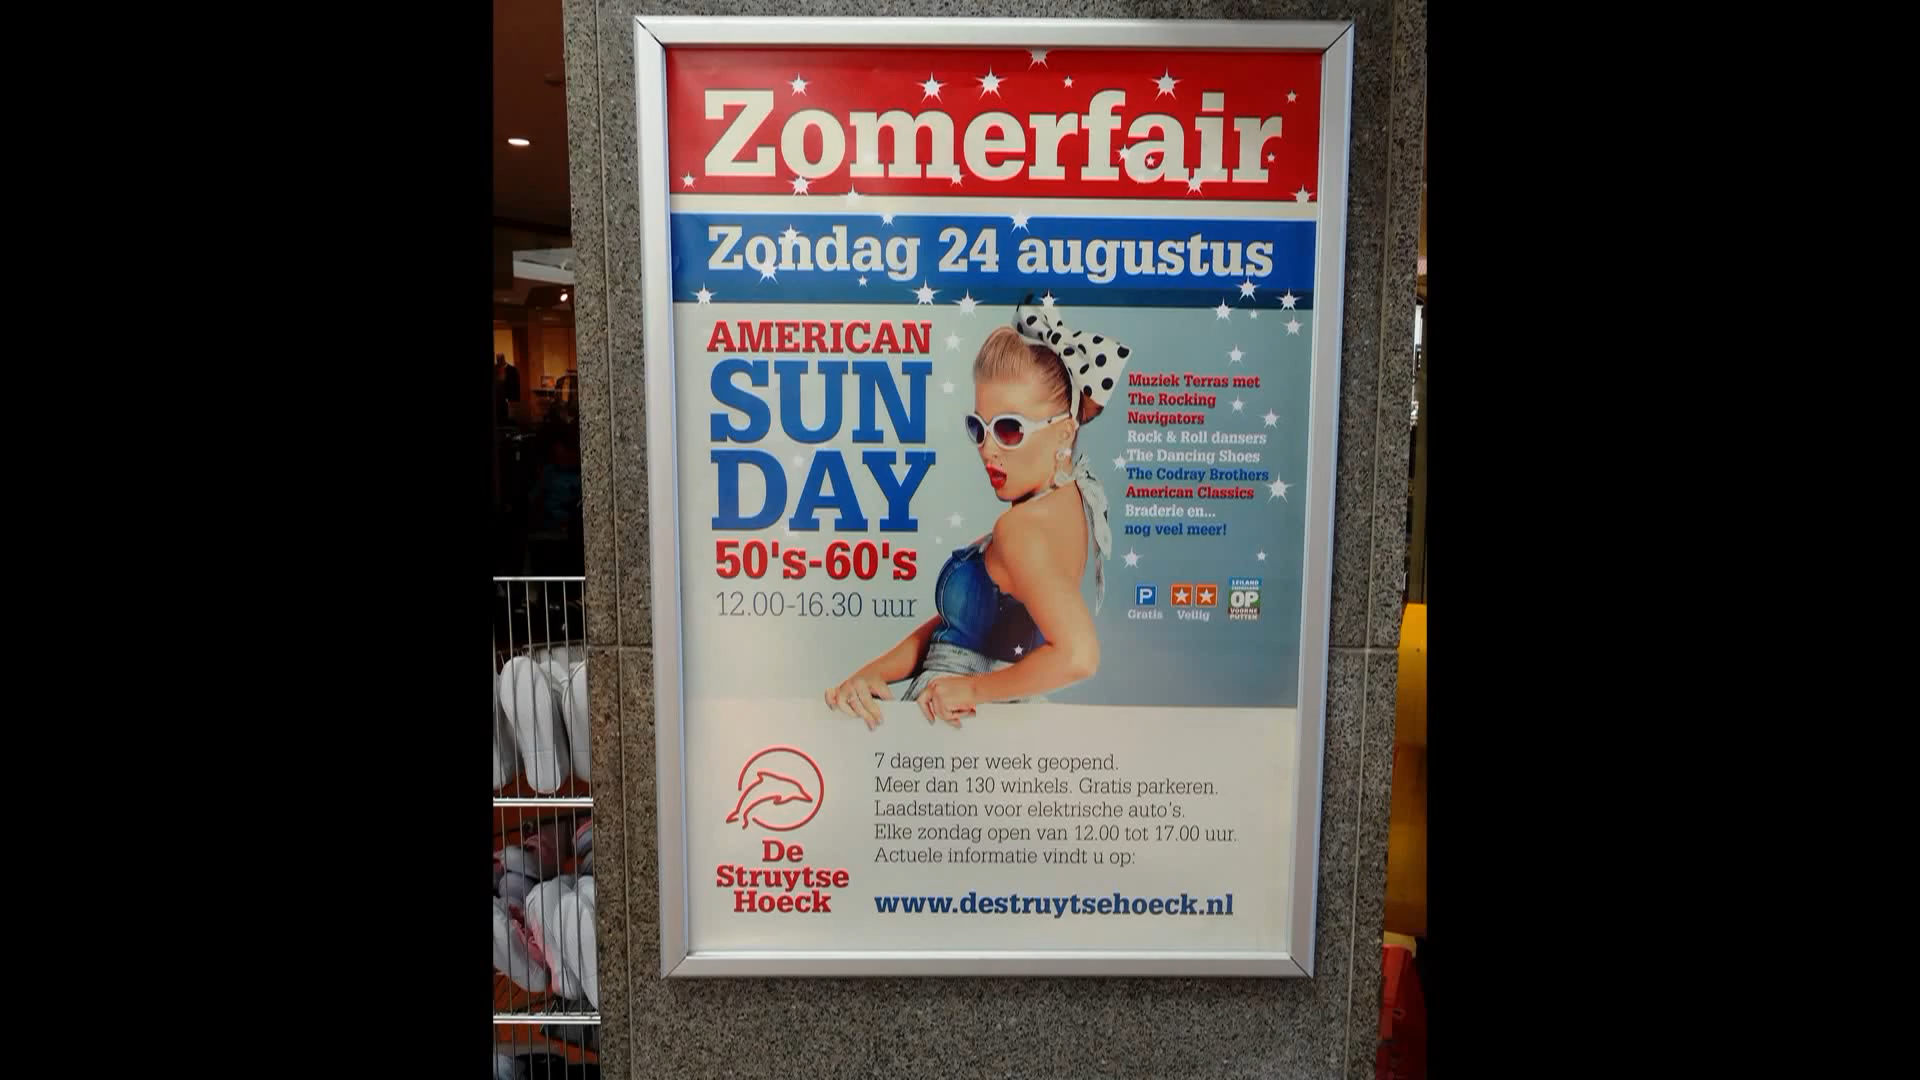 Zomerfair
Zondag 24 augustus
AMERICAN
SUN
DAY
50's-60's
12.00-16.30 uur
Muziek Terras met
The Rocking
Navigators
Rock & Roll dansers
The Dancing Shoes
The Codray Brothers
American Classics
Braderie en...
nog veel meer!
P
Gratis
Veilig
OP
VOORNE
PUTTEN
De
Struytse
Hoeck
7 dagen per week geopend.
Meer dan 130 winkels. Gratis parkeren.
Laadstation voor elektrische auto's.
Elke zondag open van 12.00 tot 17.00 uur.
Actuele informatie vindt u op:
www.destruytsehoeck.nl